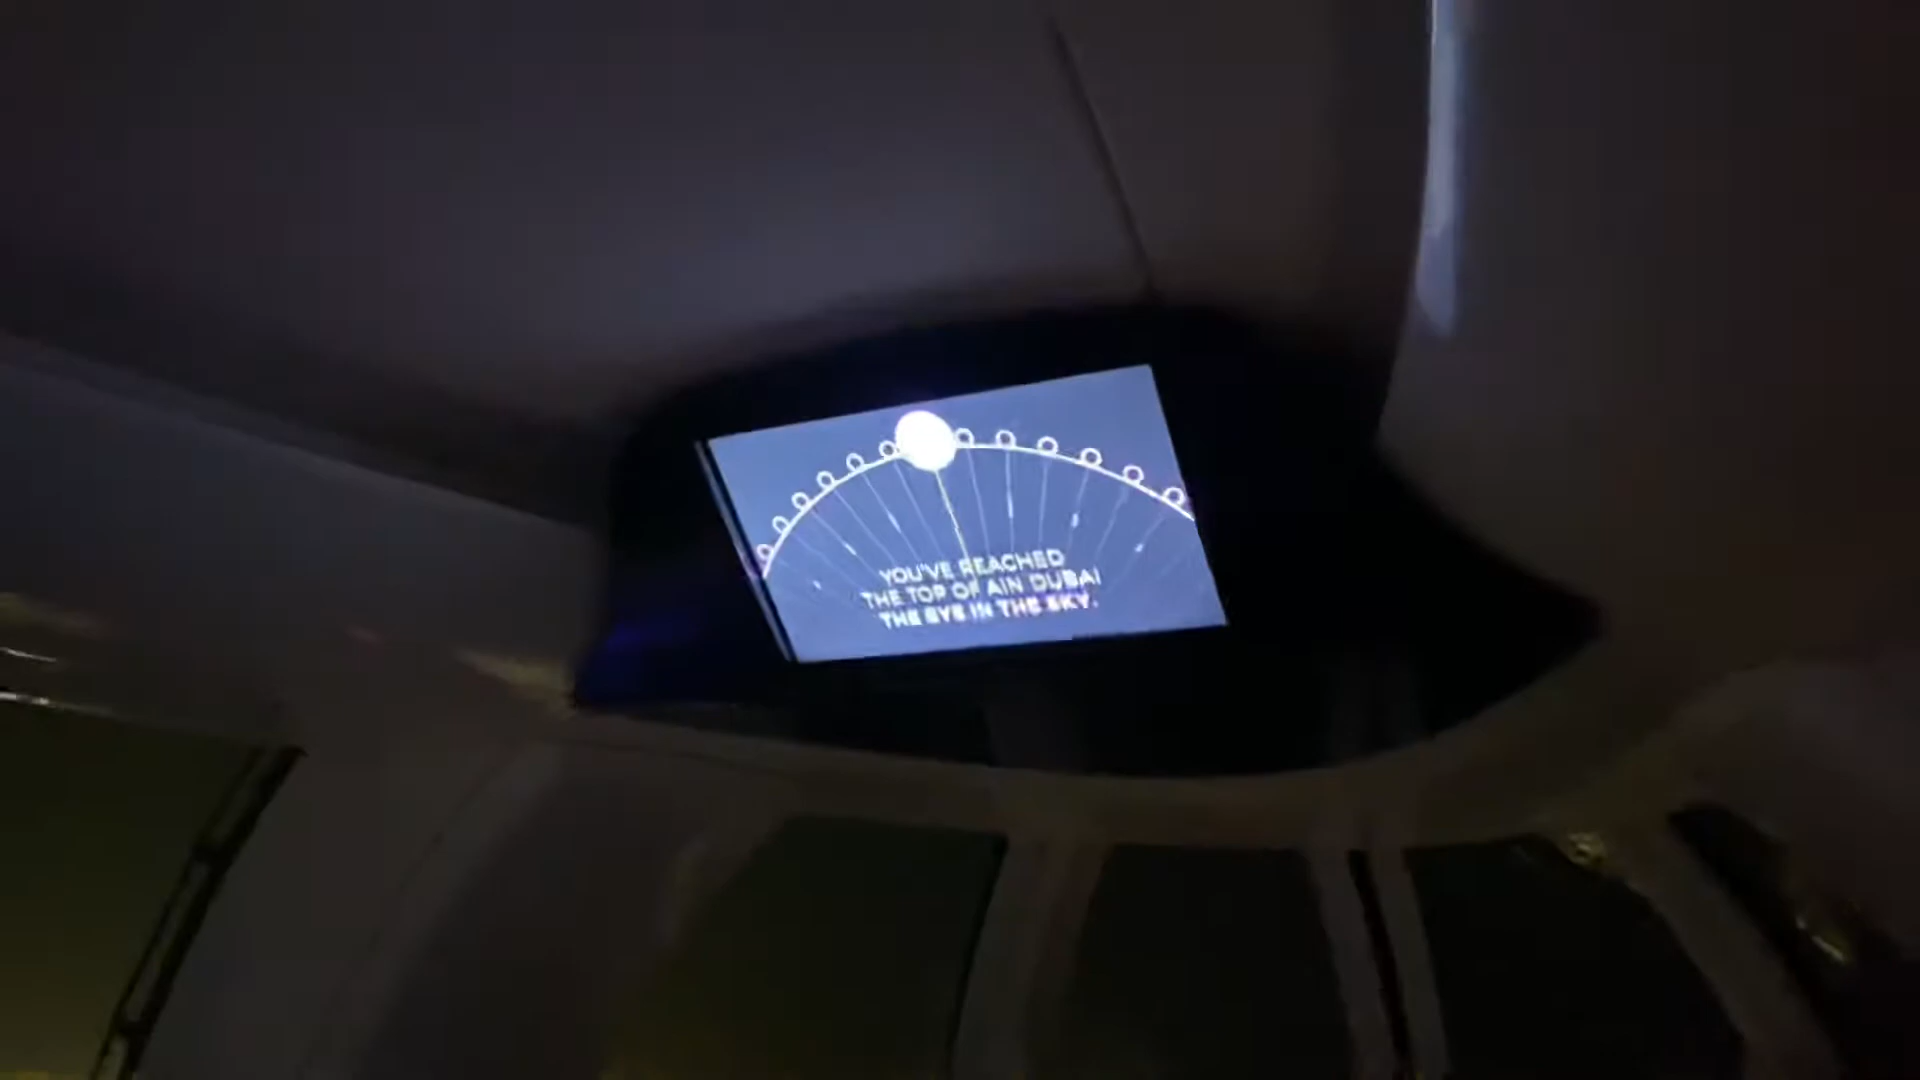 YOU'VE REACHED
THE TOP OF AIN DUBAI
THE EYE IN THE SKY.